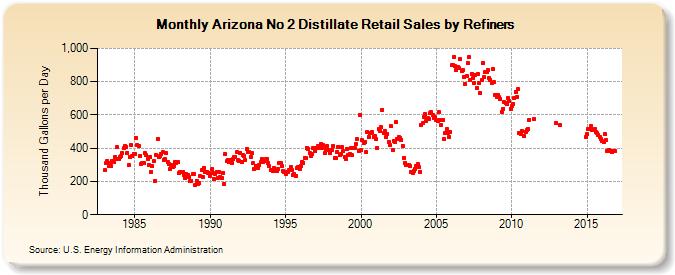 Monthly Arizona No 2 Distillate Retail Sales by Refiners
Thousand Gallons per Day
1,000
800
600
400
200
0
1985 1990 1995 2000 2005 2010 2015
Source: U.S. Energy Information Administration